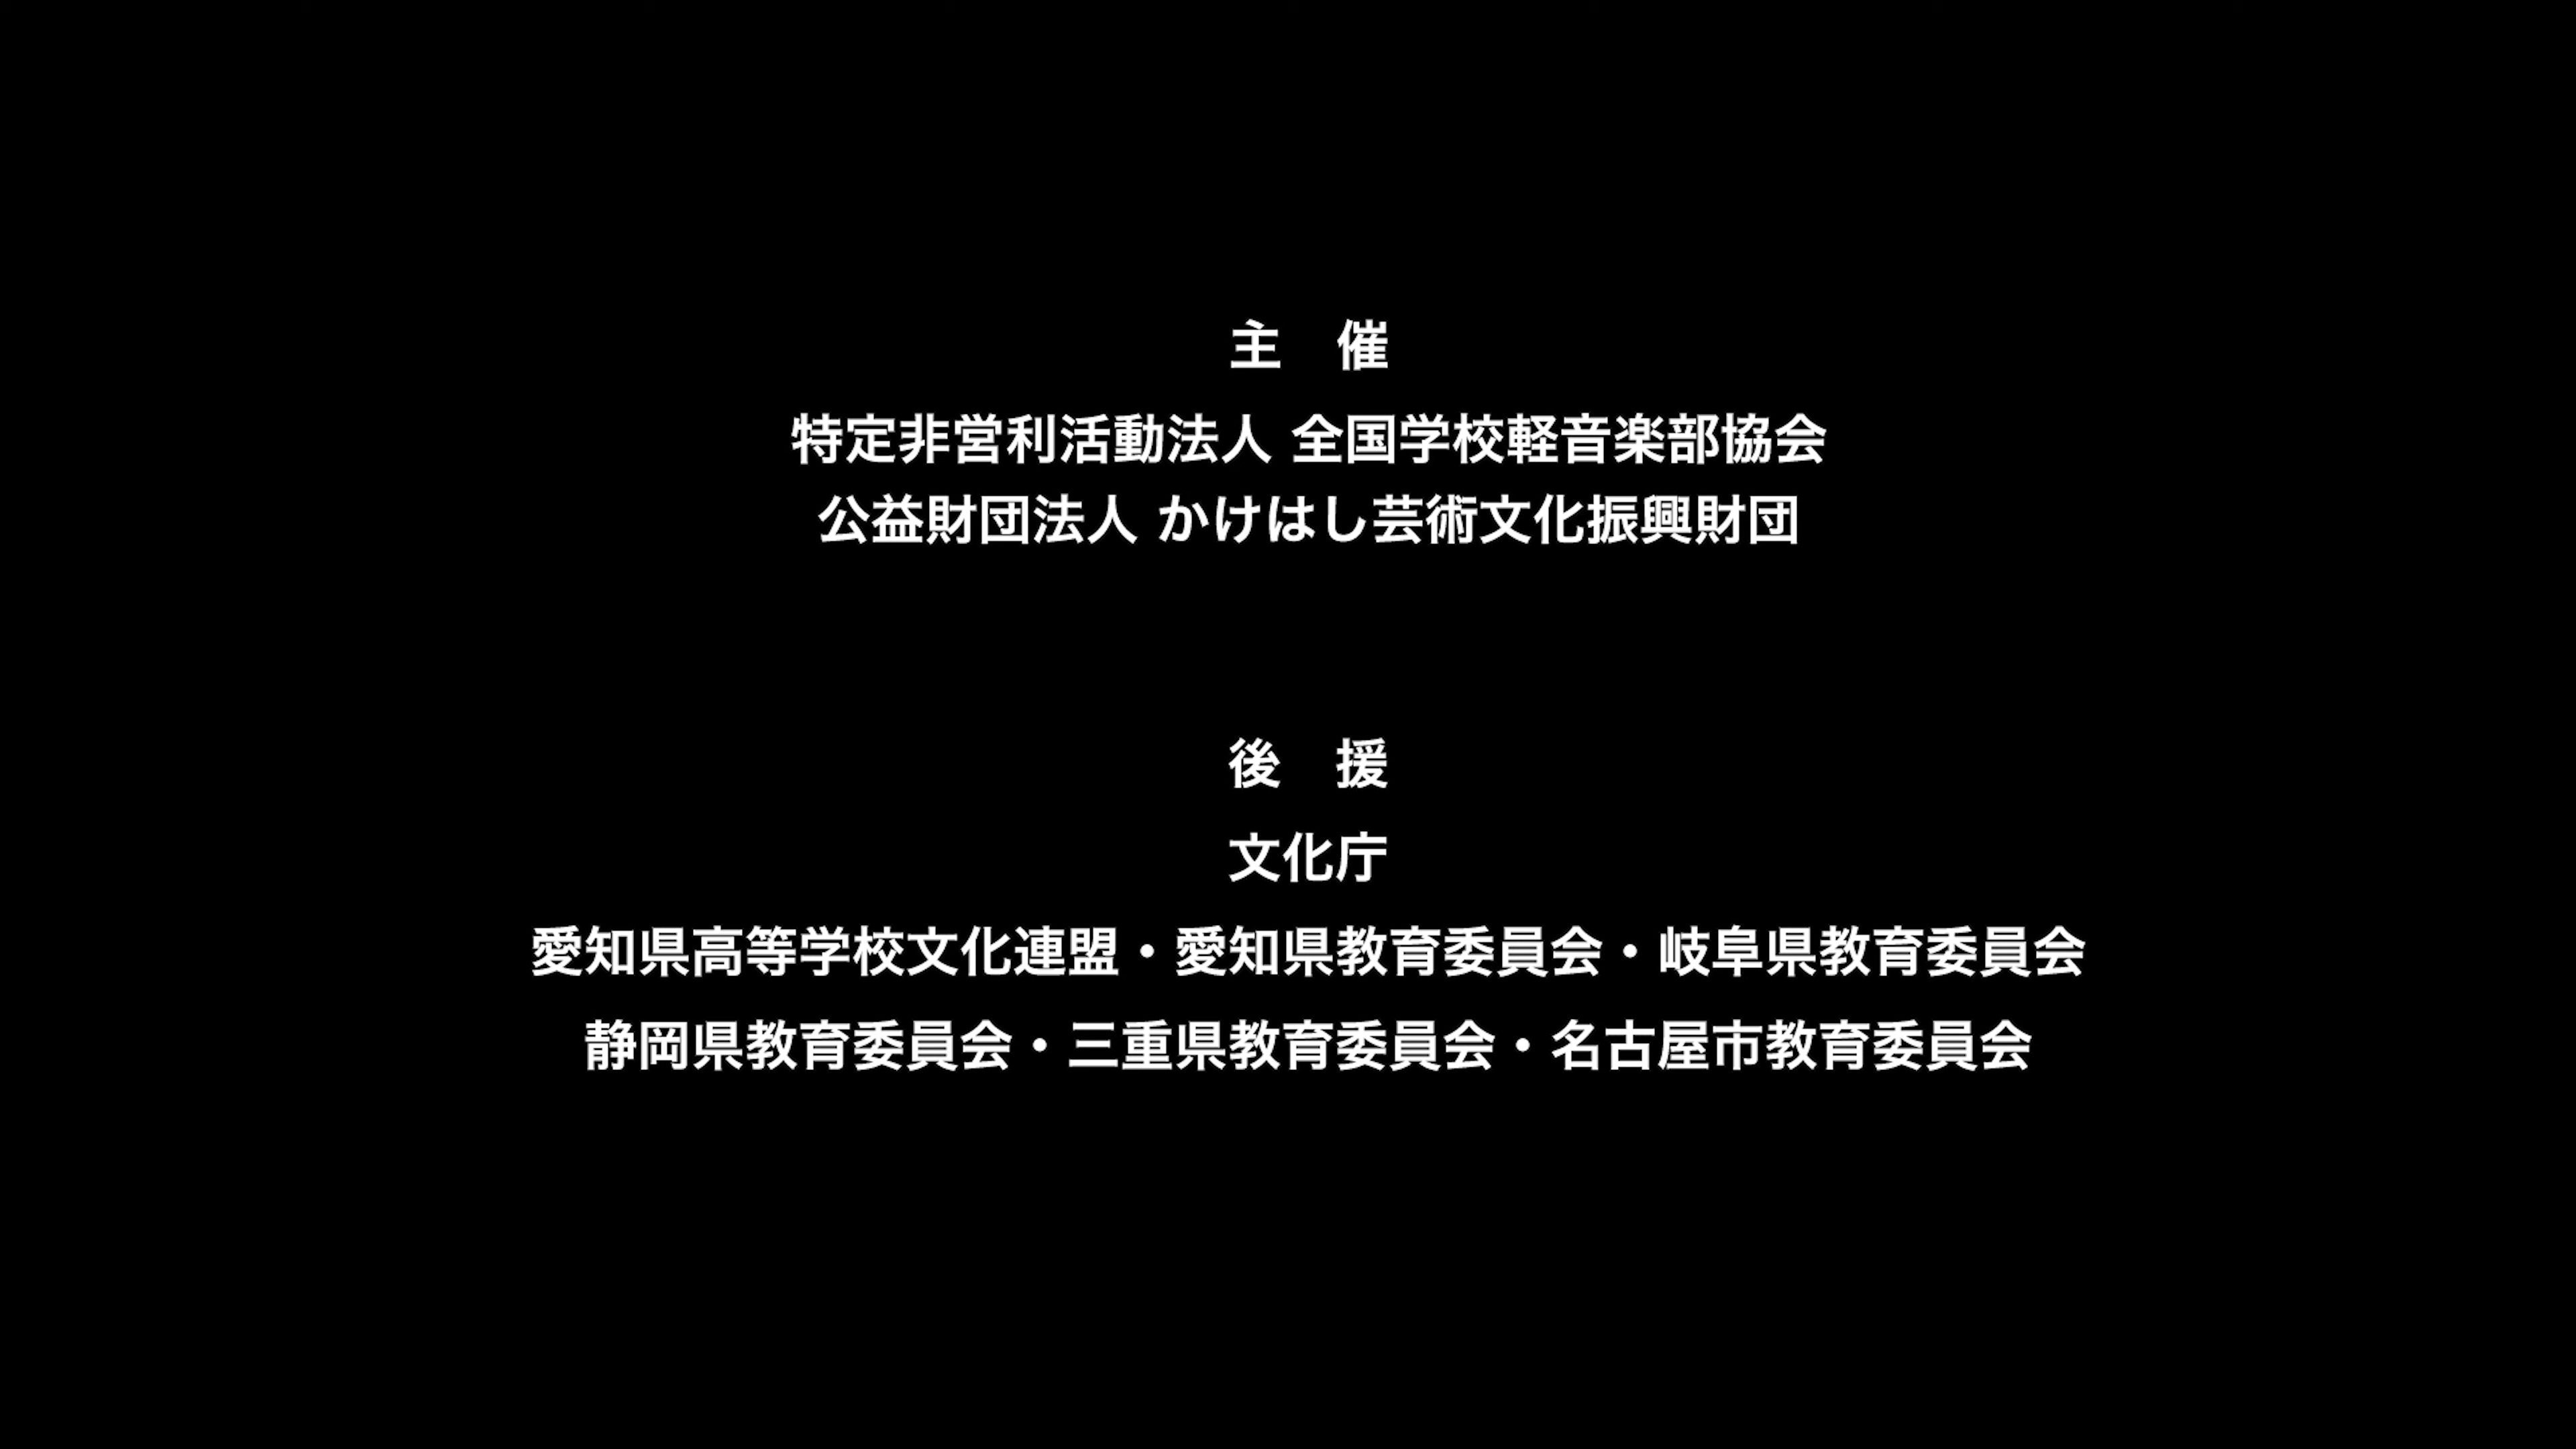 主　催
特定非営利活動法人 全国学校軽音楽部協会
公益財団法人 かけはし芸術文化振興財団
後　援
文化庁
愛知県高等学校文化連盟・愛知県教育委員会・岐阜県教育委員会
静岡県教育委員会・三重県教育委員会・名古屋市教育委員会